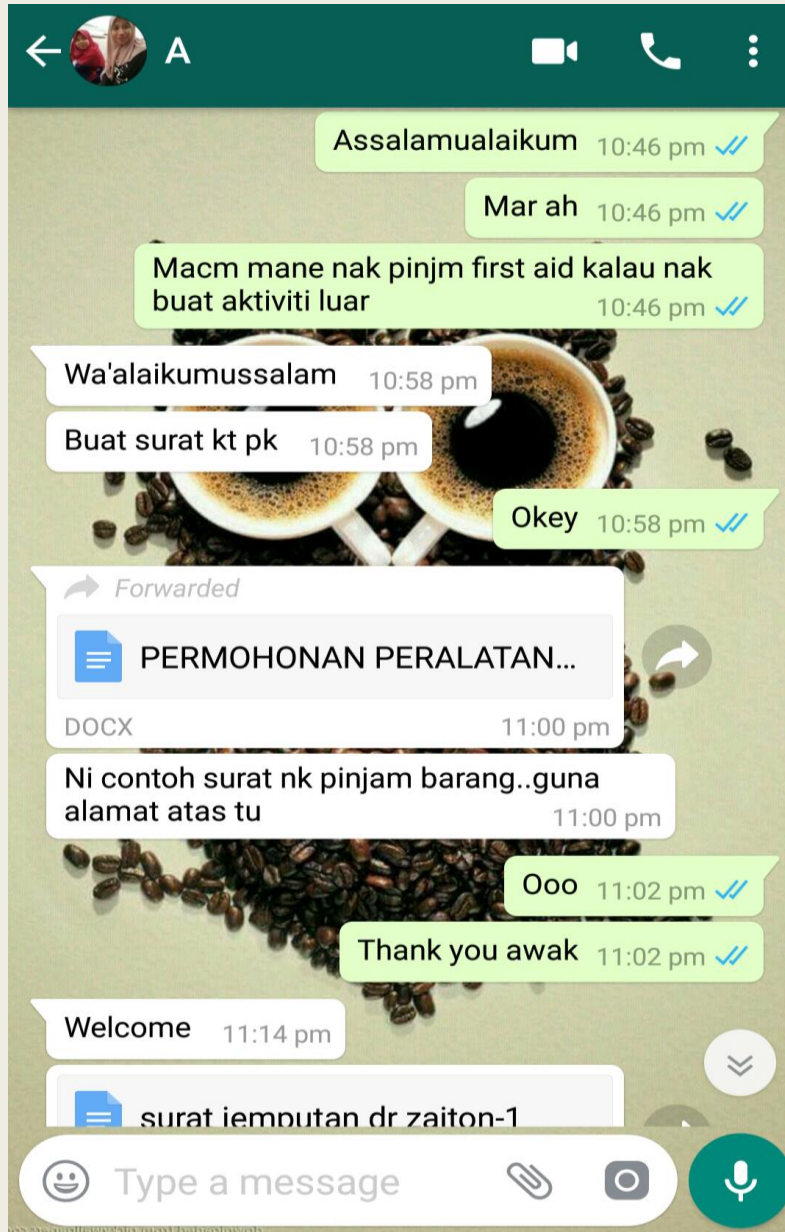 A
Assalamualaikum 10:46 pm
Mar ah 10:46 pm
Macm mane nak pinjm first aid kalau nak
buat aktiviti luar 10:46 pm
Wa'alaikumussalam 10:58 pm
Buat surat kt pk 10:58 pm
Okey 10:58 pm
Forwarded
PERMOHONAN PERALATAN...
DOCX 11:00 pm
Ni contoh surat nk pinjam barang..guna
alamat atas tu 11:00 pm
Ooo 11:02 pm
Thank you awak 11:02 pm
Welcome 11:14 pm
surat jemputan dr zaiton-1
Type a message